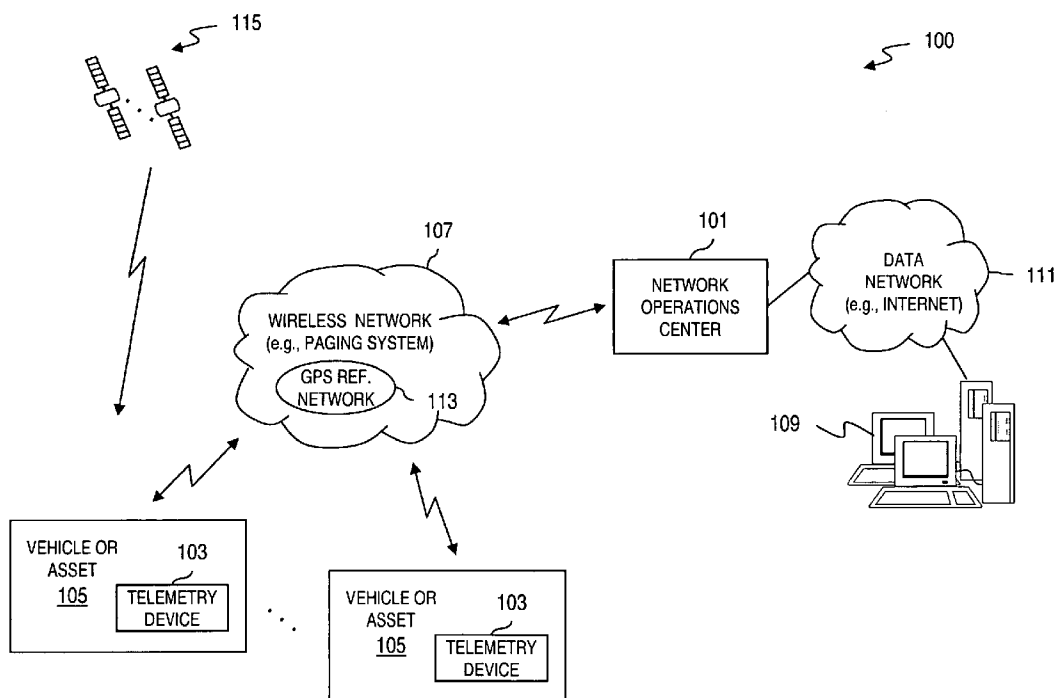 115
100
107
WIRELESS NETWORK
(e.g., PAGING SYSTEM)
GPS REF.
NETWORK
113
101
NETWORK
OPERATIONS
CENTER
DATA
NETWORK
(e.g., INTERNET)
111
109
VEHICLE OR
ASSET
105
103
TELEMETRY
DEVICE
VEHICLE OR
ASSET
105
103
TELEMETRY
DEVICE